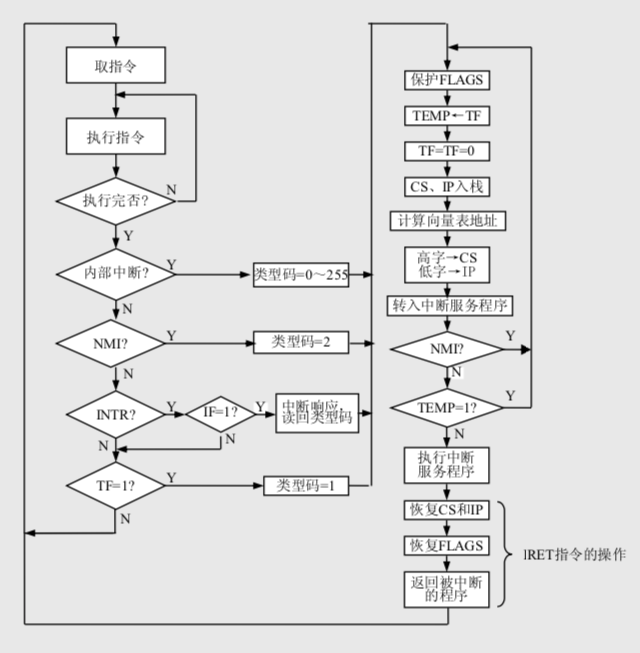 取指令
执行指令
执行完否?
N
Y
内部中断?
Y
类型码=0～255
N
NMI?
Y
类型码=2
N
INTR?
Y
IF=1?
Y
中断响应,
读回类型码
N
N
TF=1?
Y
类型码=1
N
保护FLAGS
TEMP←TF
TF=TF=0
CS、IP入栈
计算向量表地址
高字→CS
低字→IP
转入中断服务程序
NMI?
Y
N
TEMP=1?
Y
N
执行中断
服务程序
恢复CS和IP
恢复FLAGS
返回被中断
的程序
IRET指令的操作